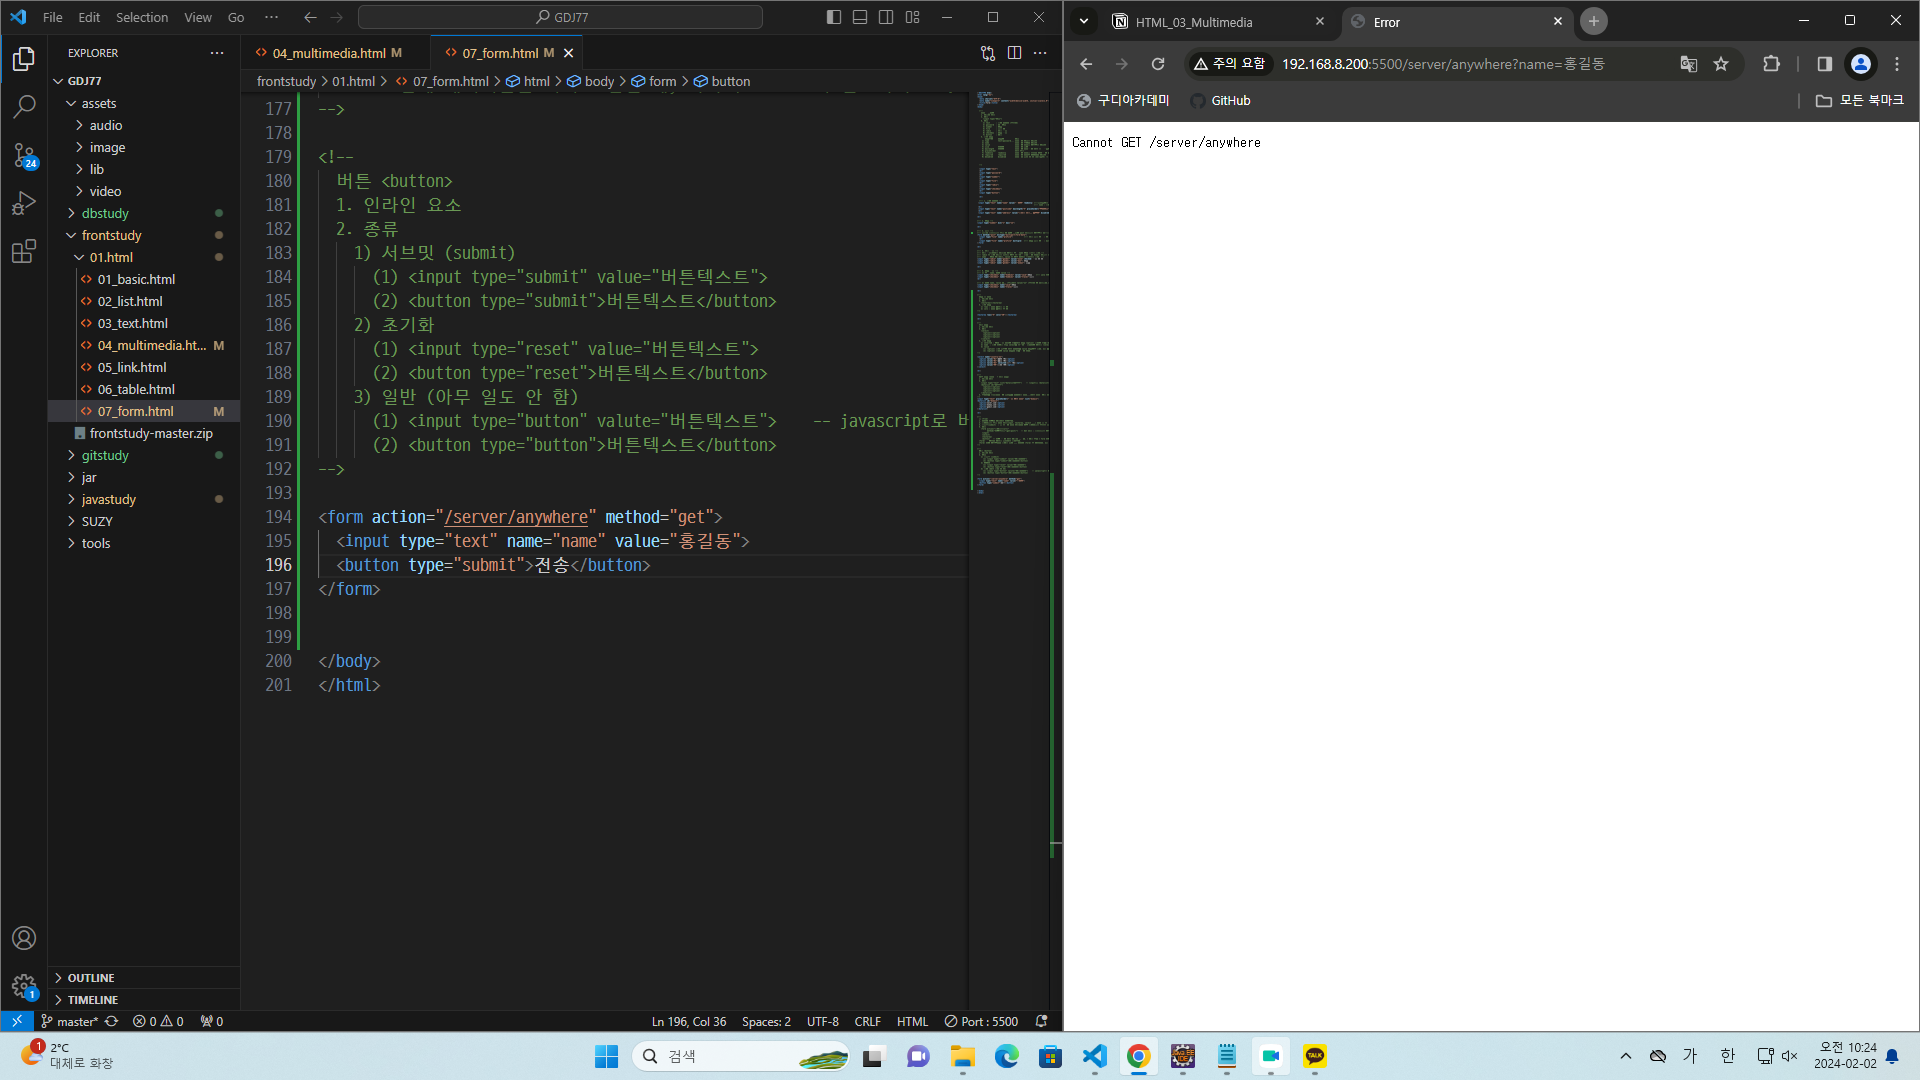 File Edit Selection View Go ··· GDJ77
EXPLORER
GDJ77
assets
audio
image
lib
video
dbstudy
frontstudy
01.html
01_basic.html
02_list.html
03_text.html
04_multimedia.ht... M
05_link.html
06_table.html
07_form.html M
frontstudy-master.zip
gitstudy
jar
javastudy
SUZY
tools
OUTLINE
TIMELINE
24
1
04_multimedia.html M 07_form.html M
frontstudy > 01.html > 07_form.html > html > body > form > button
177 -->
178
179 <!--
180 버튼 <button>
181 1. 인라인 요소
182 2. 종류
183 1) 서브밋 (submit)
184 (1) <input type="submit" value="버튼텍스트">
185 (2) <button type="submit">버튼텍스트</button>
186 2) 초기화
187 (1) <input type="reset" value="버튼텍스트">
188 (2) <button type="reset">버튼텍스트</button>
189 3) 일반 (아무 일도 안 함)
190 (1) <input type="button" valute="버튼텍스트"> -- javascript로 버
191 (2) <button type="button">버튼텍스트</button>
192 -->
193
194 <form action="/server/anywhere" method="get">
195 <input type="text" name="name" value="홍길동">
196 <button type="submit">전송</button>
197 </form>
198
199
200 </body>
201 </html>
master* 0 0 0 Ln 196, Col 36 Spaces: 2 UTF-8 CRLF HTML Port : 5500
HTML_03_Multimedia Error
주의 요함 192.168.8.200:5500/server/anywhere?name=홍길동
구디아카데미 GitHub 모든 북마크
Cannot GET /server/anywhere
1 2°C
대체로 화창
검색
TALK
가 한
오전 10:24
2024-02-02